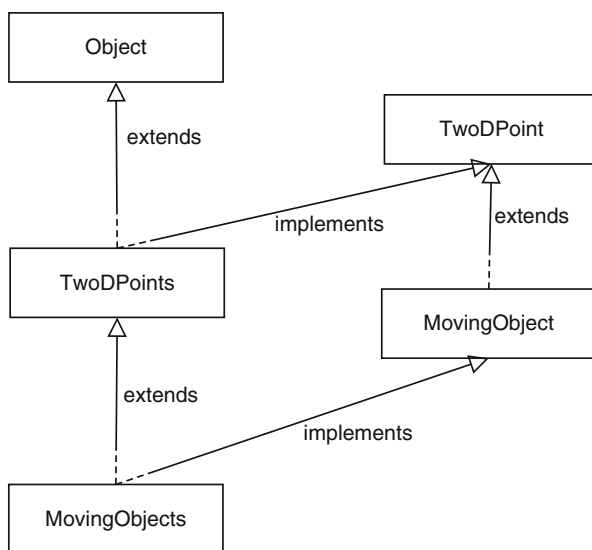 Object
TwoDPoint
extends
extends
implements
TwoDPoints
MovingObject
extends
implements
MovingObjects